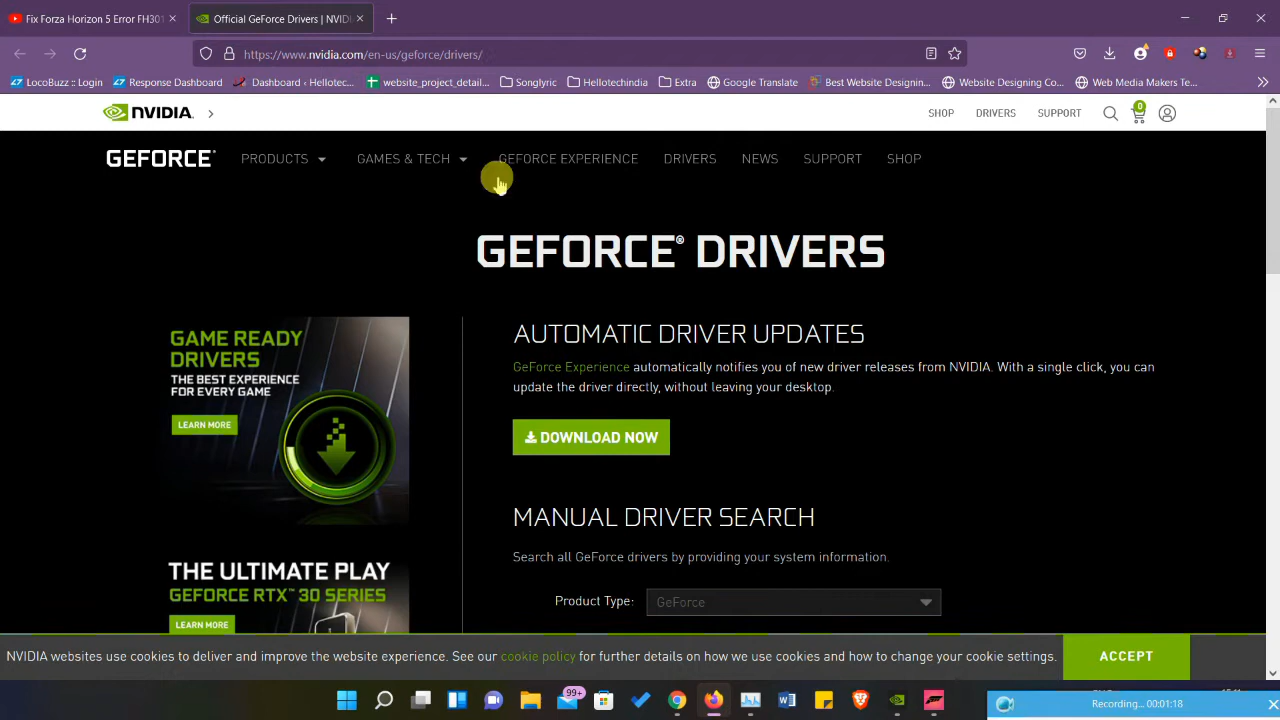 Fix Forza Horizon 5 Error FH301
Official GeForce Drivers | NVIDI
https://www.nvidia.com/en-us/geforce/drivers/
LocoBuzz :: Login
Response Dashboard
Dashboard ‹ Hellotec...
website_project_detail...
Songlyric
Hellotechindia
Extra
Google Translate
Best Website Designin...
Website Designing Co...
Web Media Makers Te...
NVIDIA.
SHOP
DRIVERS
SUPPORT
0
GEFORCE®
PRODUCTS
GAMES & TECH
GEFORCE EXPERIENCE
DRIVERS
NEWS
SUPPORT
SHOP
GEFORCE® DRIVERS
GAME READY
DRIVERS
THE BEST EXPERIENCE
FOR EVERY GAME
LEARN MORE
AUTOMATIC DRIVER UPDATES
GeForce Experience automatically notifies you of new driver releases from NVIDIA. With a single click, you can
update the driver directly, without leaving your desktop.
DOWNLOAD NOW
MANUAL DRIVER SEARCH
Search all GeForce drivers by providing your system information.
Product Type:
GeForce
THE ULTIMATE PLAY
GEFORCE RTX™ 30 SERIES
LEARN MORE
NVIDIA websites use cookies to deliver and improve the website experience. See our cookie policy for further details on how we use cookies and how to change your cookie settings.
ACCEPT
99+
Recording... 00:01:18